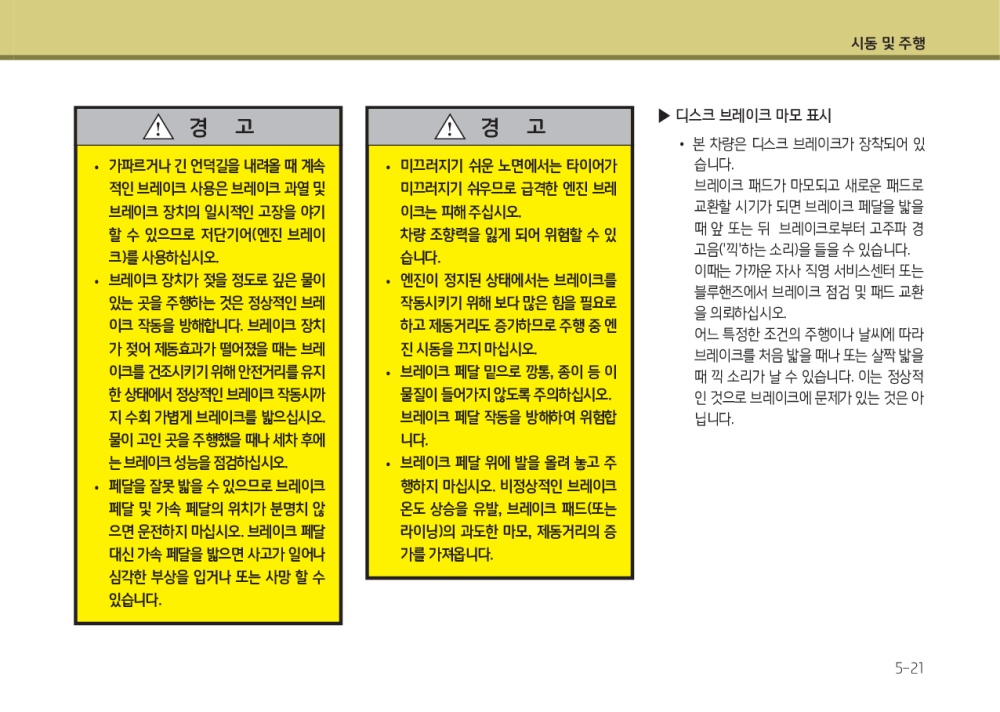 시동 및 주행
경 고
• 가파르거나 긴 언덕길을 내려올 때 계속
적인 브레이크 사용은 브레이크 과열 및
브레이크 장치의 일시적인 고장을 야기
할 수 있으므로 저단기어(엔진 브레이
크)를 사용하십시오.
• 브레이크 장치가 젖을 정도로 깊은 물이
있는 곳을 주행하는 것은 정상적인 브레
이크 작동을 방해합니다. 브레이크 장치
가 젖어 제동효과가 떨어졌을 때는 브레
이크를 건조시키기 위해 안전거리를 유지
한 상태에서 정상적인 브레이크 작동시까
지 수회 가볍게 브레이크를 밟으십시오.
물이 고인 곳을 주행했을 때나 세차 후에
는 브레이크 성능을 점검하십시오.
• 페달을 잘못 밟을 수 있으므로 브레이크
페달 및 가속 페달의 위치가 분명치 않
으면 운전하지 마십시오. 브레이크 페달
대신 가속 페달을 밟으면 사고가 일어나
심각한 부상을 입거나 또는 사망 할 수
있습니다.
경 고
• 미끄러지기 쉬운 노면에서는 타이어가
미끄러지기 쉬우므로 급격한 엔진 브레
이크는 피해 주십시오.
차량 조향력을 잃게 되어 위험할 수 있
습니다.
• 엔진이 정지된 상태에서는 브레이크를
작동시키기 위해 보다 많은 힘을 필요로
하고 제동거리도 증가하므로 주행 중 엔
진 시동을 끄지 마십시오.
• 브레이크 페달 밑으로 깡통, 종이 등 이
물질이 들어가지 않도록 주의하십시오.
브레이크 페달 작동을 방해하여 위험합
니다.
• 브레이크 페달 위에 발을 올려 놓고 주
행하지 마십시오. 비정상적인 브레이크
온도 상승을 유발, 브레이크 패드(또는
라이닝)의 과도한 마모, 제동거리의 증
가를 가져옵니다.
▶ 디스크 브레이크 마모 표시
• 본 차량은 디스크 브레이크가 장착되어 있
습니다.
브레이크 패드가 마모되고 새로운 패드로
교환할 시기가 되면 브레이크 페달을 밟을
때 앞 또는 뒤 브레이크로부터 고주파 경
고음('끽'하는 소리)을 들을 수 있습니다.
이때는 가까운 자사 직영 서비스센터 또는
블루핸즈에서 브레이크 점검 및 패드 교환
을 의뢰하십시오.
어느 특정한 조건의 주행이나 날씨에 따라
브레이크를 처음 밟을 때나 또는 살짝 밟을
때 끽 소리가 날 수 있습니다. 이는 정상적
인 것으로 브레이크에 문제가 있는 것은 아
닙니다.
5-21